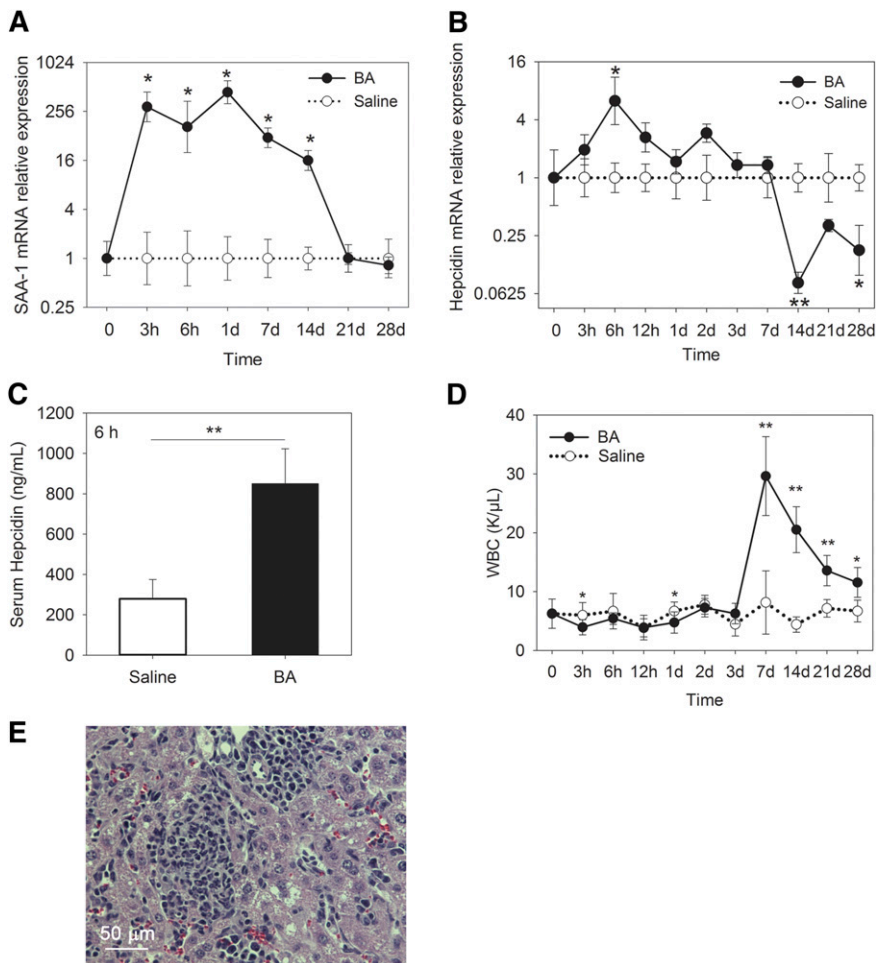 A
SAA-1 mRNA relative expression
1024
256
64
16
4
1
0.25
* * * * *
BA
Saline
0 3h 6h 1d 7d 14d 21d 28d
Time
B
Hepcidin mRNA relative expression
16
4
1
0.25
0.0625
*
BA
Saline
** *
0 3h 6h 12h 1d 2d 3d 7d 14d 21d 28d
Time
C
Serum Hepcidin (ng/mL)
1200
1000
800
600
400
200
0
6 h
**
Saline BA
D
WBC (K/μL)
40
30
20
10
0
BA
Saline
* * ** ** ** *
0 3h 6h 12h 1d 2d 3d 7d 14d 21d 28d
Time
E
50 μm